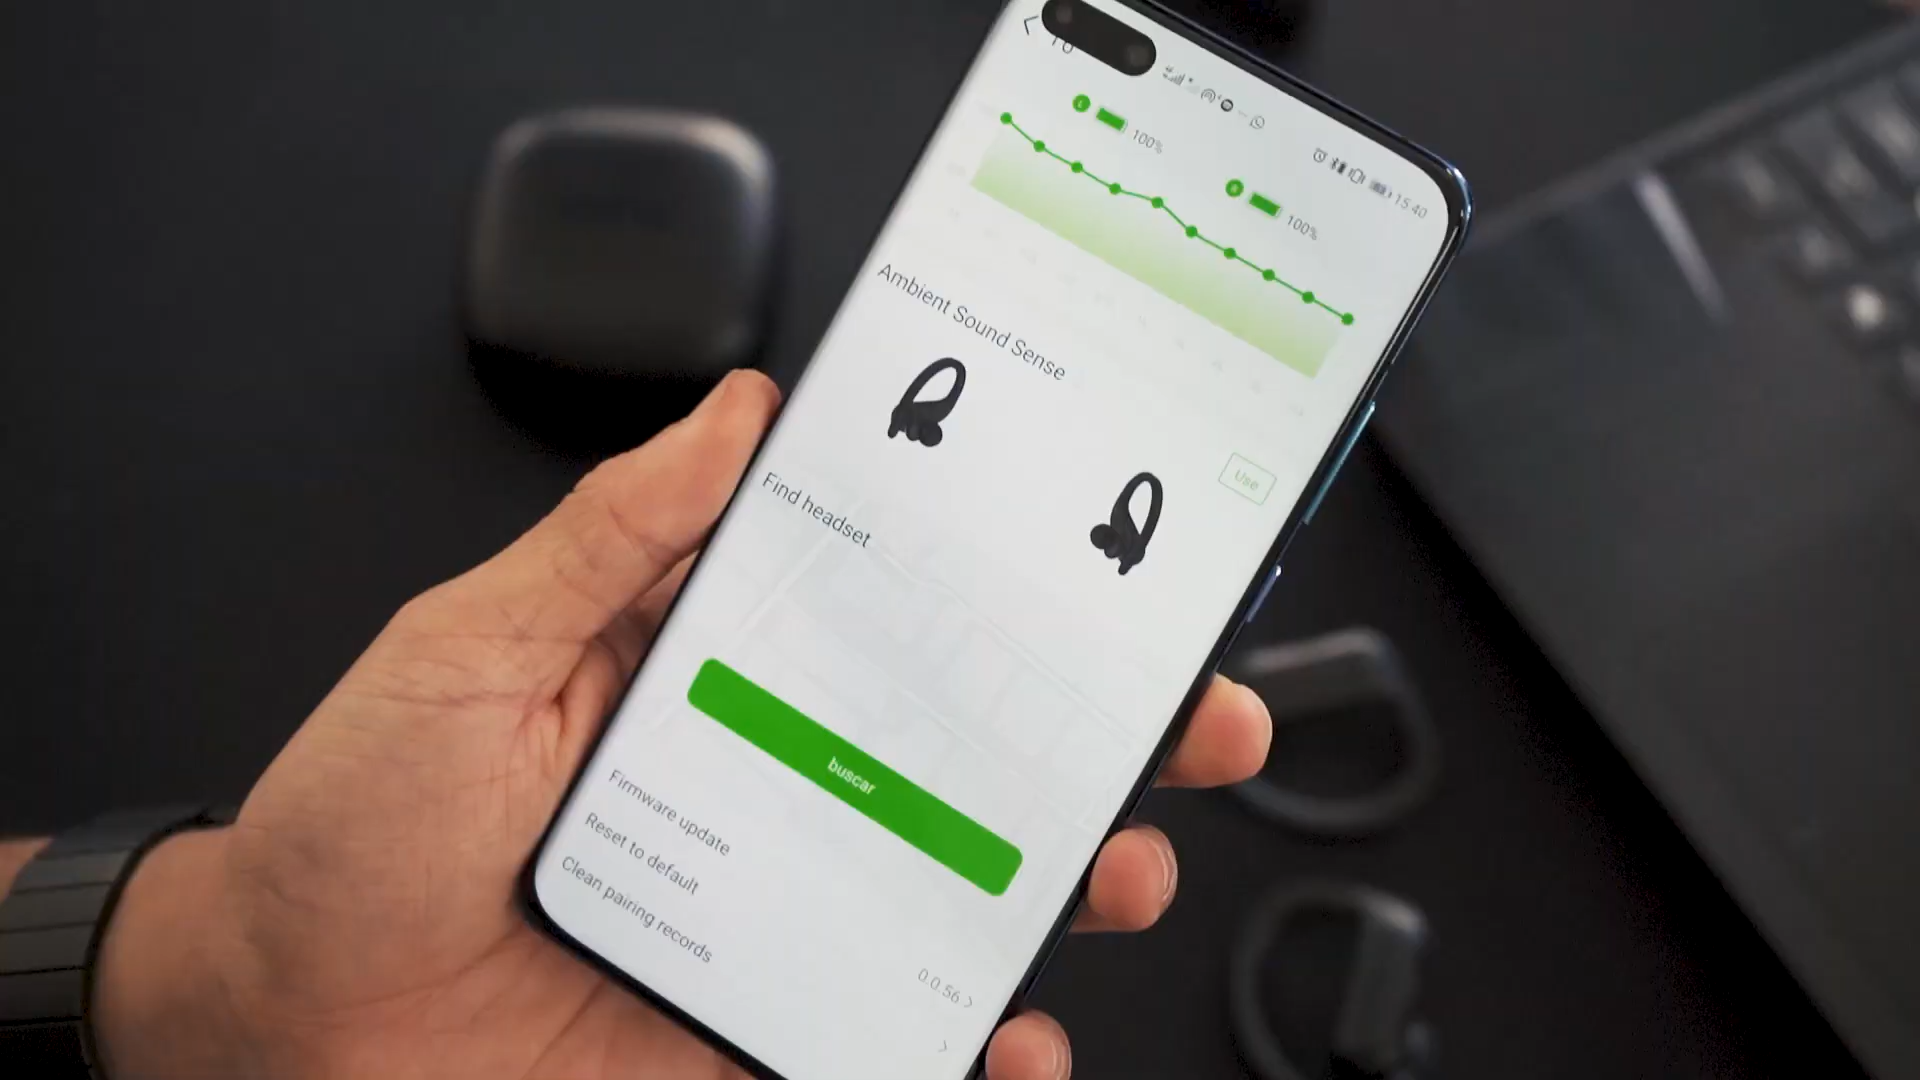 15:40
L
100%
100%
Ambient Sound Sense
Use
Find headset
buscar
Firmware update
0.0.56
Reset to default
Clean pairing records